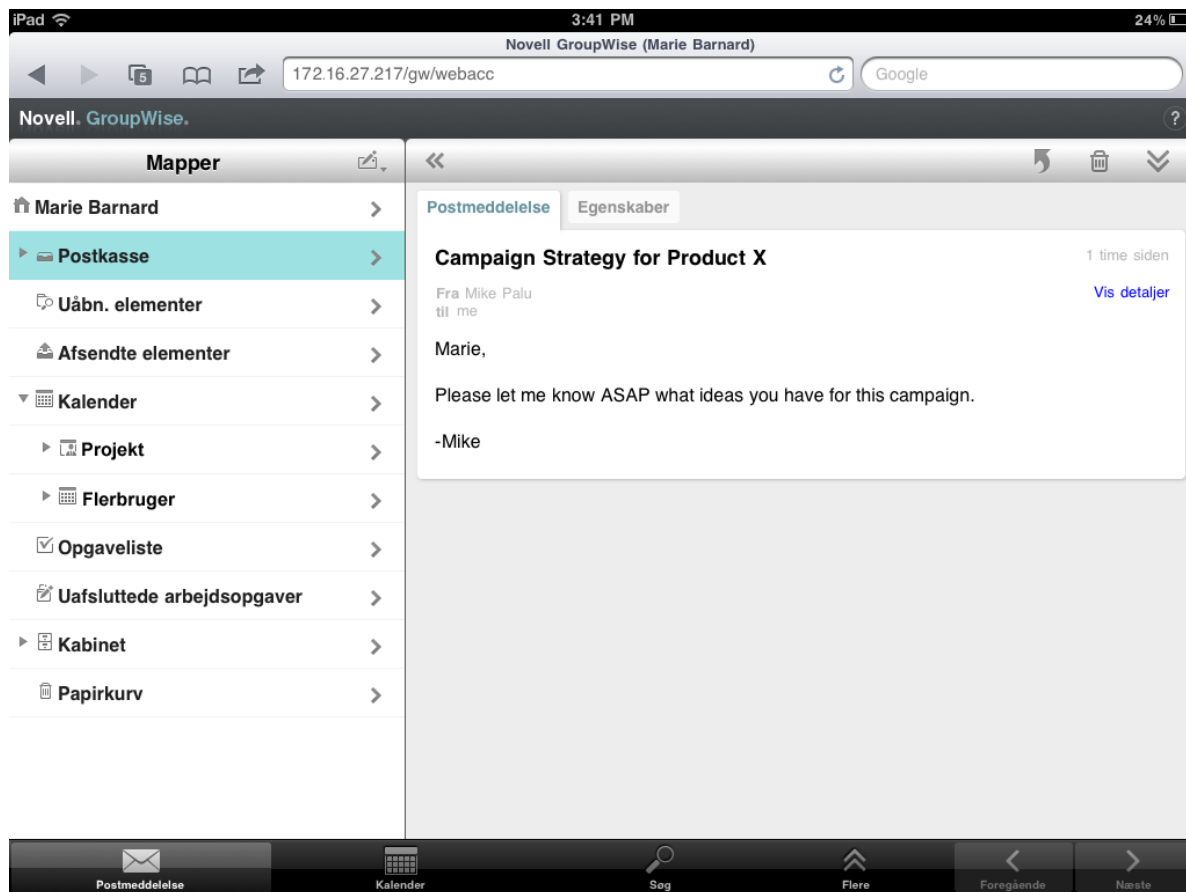 iPad 3:41 PM 24%
Novell GroupWise (Marie Barnard)
5 172.16.27.217/gw/webacc Google
Novell. GroupWise. ?
Mapper
Marie Barnard
Postkasse
Uåbn. elementer
Afsendte elementer
Kalender
Projekt
Flerbruger
Opgaveliste
Uafsluttede arbejdsopgaver
Kabinet
Papirkurv
Postmeddelelse Egenskaber
Campaign Strategy for Product X 1 time siden
Fra Mike Palu Vis detaljer
til me
Marie,
Please let me know ASAP what ideas you have for this campaign.
-Mike
Postmeddelelse Kalender Søg Flere Foregående Næste